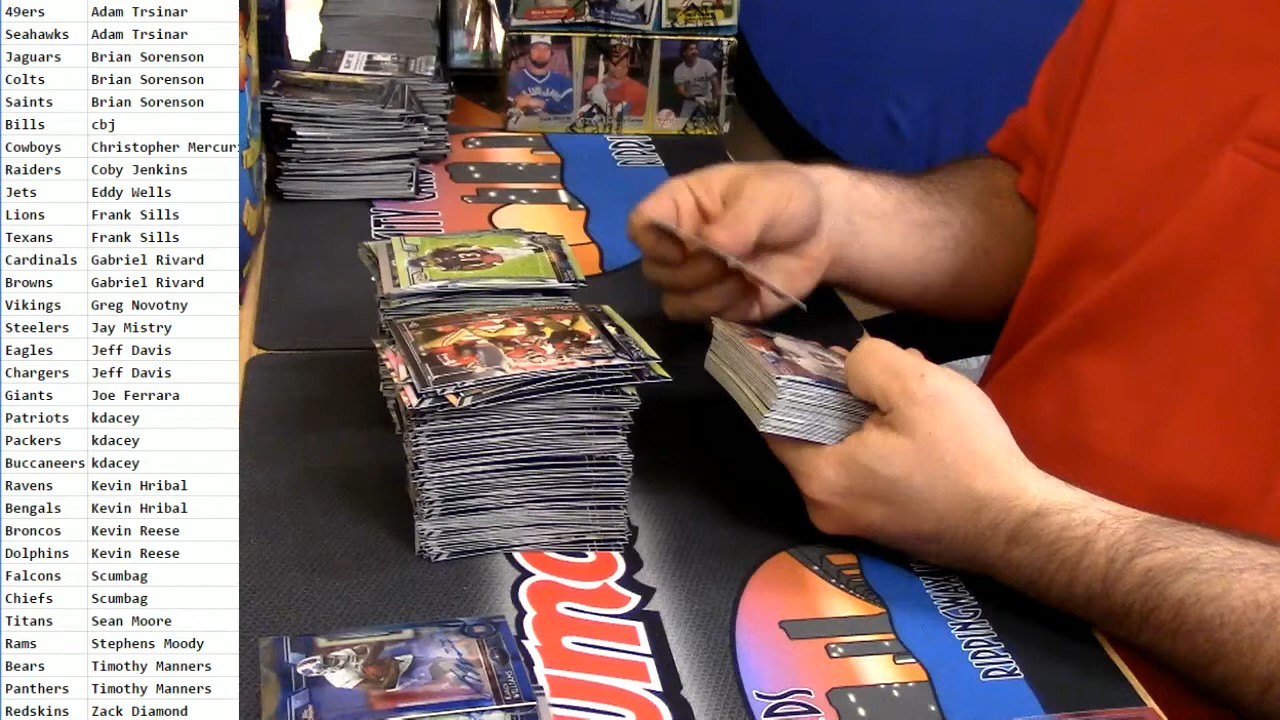 49ers Adam Trsinar
Seahawks Adam Trsinar
Jaguars Brian Sorenson
Colts Brian Sorenson
Saints Brian Sorenson
Bills cbj
Cowboys Christopher Mercur
Raiders Coby Jenkins
Jets Eddy Wells
Lions Frank Sills
Texans Frank Sills
Cardinals Gabriel Rivard
Browns Gabriel Rivard
Vikings Greg Novotny
Steelers Jay Mistry
Eagles Jeff Davis
Chargers Jeff Davis
Giants Joe Ferrara
Patriots kdacey
Packers kdacey
Buccaneers kdacey
Ravens Kevin Hribal
Bengals Kevin Hribal
Broncos Kevin Reese
Dolphins Kevin Reese
Falcons Scumbag
Chiefs Scumbag
Titans Sean Moore
Rams Stephens Moody
Bears Timothy Manners
Panthers Timothy Manners
Redskins Zack Diamond